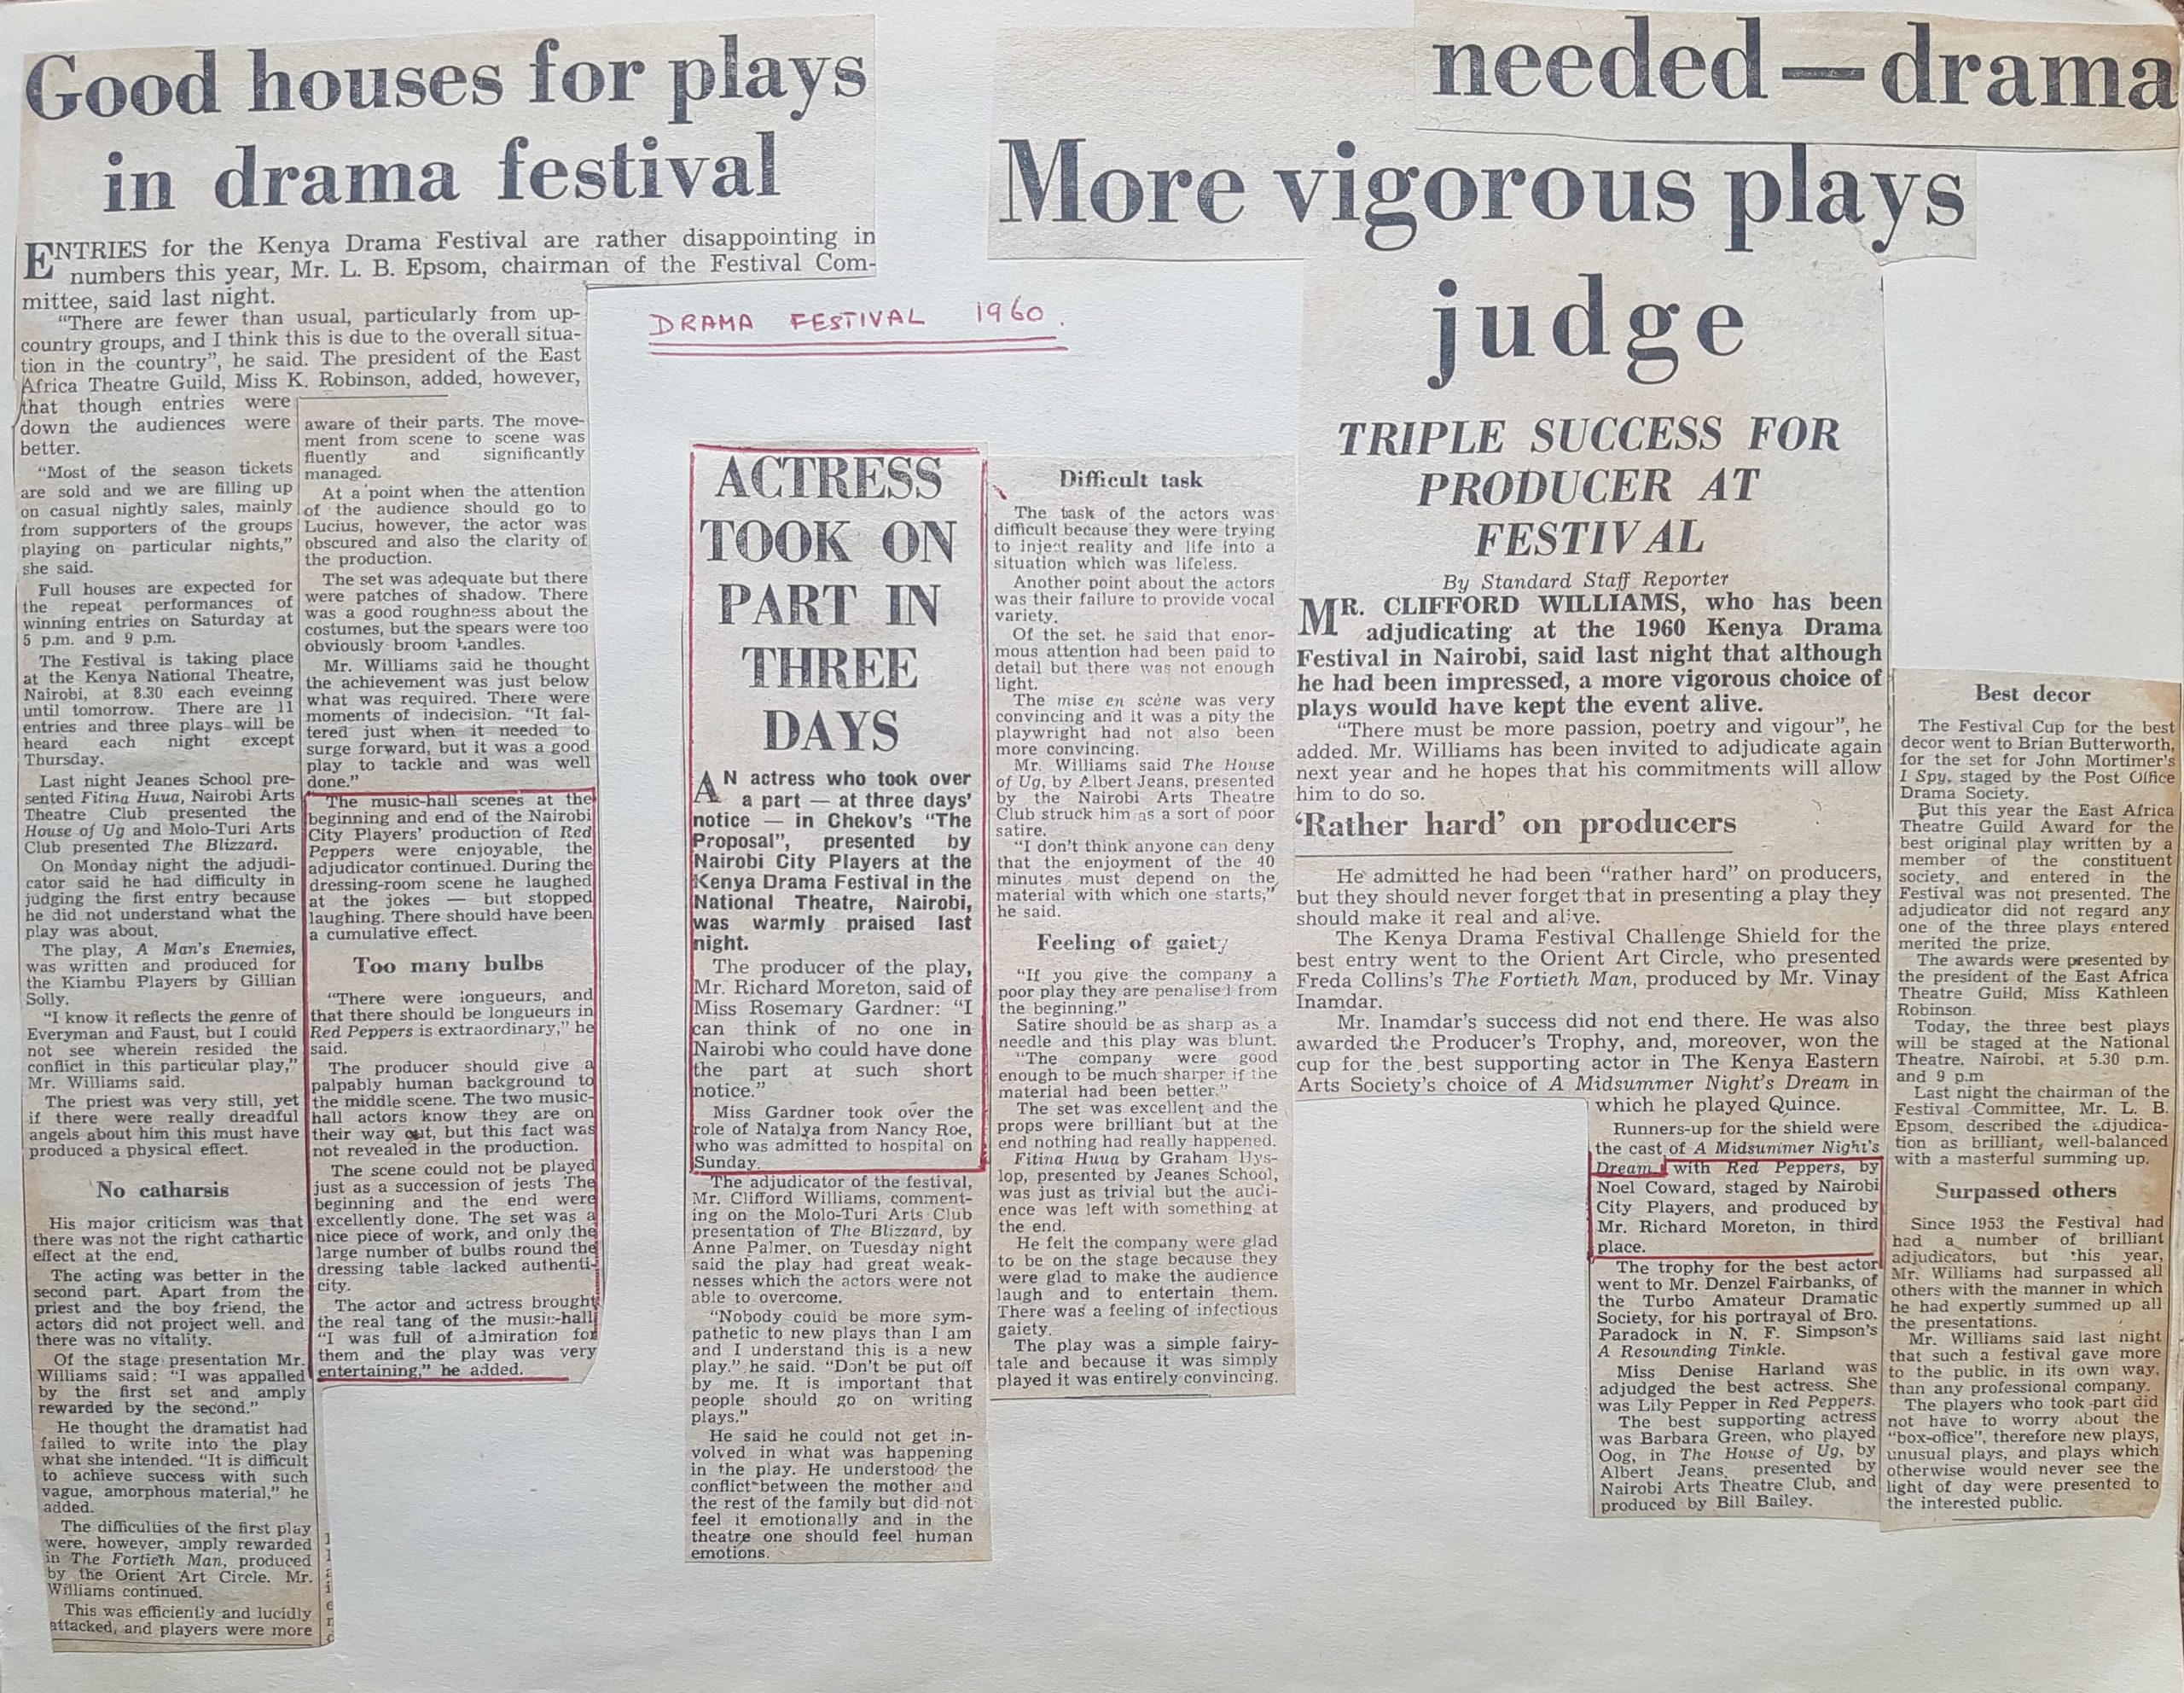 Good houses for plays
in drama festival
ENTRIES for the Kenya Drama Festival are rather disappointing in
numbers this year, Mr. L. B. Epsom, chairman of the Festival Com-
mittee, said last night.
"There are fewer than usual, particularly from up-
country groups, and I think this is due to the overall situa-
tion in the country", he said. The president of the East
Africa Theatre Guild, Miss K. Robinson, added, however,
that though entries were
down the audiences were
better.
"Most of the season tickets
are sold and we are filling up
on casual nightly sales, mainly
from supporters of the groups
playing on particular nights,"
she said.
Full houses are expected for
the repeat performances of
winning entries on Saturday at
5 p.m. and 9 p.m.
The Festival is taking place
at the Kenya National Theatre,
Nairobi, at 8.30 each eveinng
until tomorrow. There are 11
entries and three plays will be
heard each night except
Thursday.
Last night Jeanes School pre-
sented Fitina Huua, Nairobi Arts
Theatre Club presented the
House of Ug and Molo-Turi Arts
Club presented The Blizzard.
On Monday night the adjudi-
cator said he had difficulty in
judging the first entry because
he did not understand what the
play was about.
The play, A Man's Enemies,
was written and produced for
the Kiambu Players by Gillian
Solly.
"I know it reflects the genre of
Everyman and Faust, but I could
not see wherein resided the
conflict in this particular play,"
Mr. Williams said.
The priest was very still, yet
if there were really dreadful
angels about him this must have
produced a physical effect.
No catharsis
His major criticism was that
there was not the right cathartic
effect at the end.
The acting was better in the
second part. Apart from the
priest and the boy friend, the
actors did not project well, and
there was no vitality.
Of the stage presentation Mr.
Williams said: "I was appalled
by the first set and amply
rewarded by the second."
He thought the dramatist had
failed to write into the play
what she intended. "It is difficult
to achieve success with such
vague, amorphous material," he
added.
The difficulties of the first play
were, however, amply rewarded
in The Fortieth Man, produced
by the Orient Art Circle, Mr.
Williams continued.
This was efficiently and lucidly
attacked, and players were more
aware of their parts. The move-
ment from scene to scene was
fluently and significantly
managed.
At a point when the attention
of the audience should go to
Lucius, however, the actor was
obscured and also the clarity of
the production.
The set was adequate but there
were patches of shadow. There
was a good roughness about the
costumes, but the spears were too
obviously broom handles.
Mr. Williams said he thought
the achievement was just below
what was required. There were
moments of indecision. "It fal-
tered just when it needed to
surge forward, but it was a good
play to tackle and was well
done."
The music-hall scenes at the
beginning and end of the Nairobi
City Players' production of Red
Peppers were enjoyable, the
adjudicator continued. During the
dressing-room scene he laughed
at the jokes — but stopped
laughing. There should have been
a cumulative effect.
Too many bulbs
"There were longueurs, and
that there should be longueurs in
Red Peppers is extraordinary," he
said.
The producer should give a
palpably human background to
the middle scene. The two music-
hall actors know they are on
their way out, but this fact was
not revealed in the production.
The scene could not be played
just as a succession of jests The
beginning and the end were
excellently done. The set was a
nice piece of work, and only the
large number of bulbs round the
dressing table lacked authenti-
city.
The actor and actress brought
the real tang of the music-hall
"I was full of admiration for
them and the play was very
entertaining," he added.
DRAMA FESTIVAL 1960.
ACTRESS
TOOK ON
PART IN
THREE
DAYS
AN actress who took over
a part — at three days'
notice — in Chekov's "The
Proposal", presented by
Nairobi City Players at the
Kenya Drama Festival in the
National Theatre, Nairobi,
was warmly praised last
night.
The producer of the play,
Mr. Richard Moreton, said of
Miss Rosemary Gardner: "I
can think of no one in
Nairobi who could have done
the part at such short
notice."
Miss Gardner took over the
role of Natalya from Nancy Roe,
who was admitted to hospital on
Sunday.
The adjudicator of the festival,
Mr. Clifford Williams, comment-
ing on the Molo-Turi Arts Club
presentation of The Blizzard, by
Anne Palmer, on Tuesday night
said the play had great weak-
nesses which the actors were not
able to overcome.
"Nobody could be more sym-
pathetic to new plays than I am
and I understand this is a new
play." he said. "Don't be put off
by me. It is important that
people should go on writing
plays."
He said he could not get in-
volved in what was happening
in the play. He understood the
conflict between the mother and
the rest of the family but did not
feel it emotionally and in the
theatre one should feel human
emotions.
Difficult task
The task of the actors was
difficult because they were trying
to inject reality and life into a
situation which was lifeless.
Another point about the actors
was their failure to provide vocal
variety.
Of the set, he said that enor-
mous attention had been paid to
detail but there was not enough
light.
The mise en scène was very
convincing and it was a pity the
playwright had not also been
more convincing.
Mr. Williams said The House
of Ug, by Albert Jeans, presented
by the Nairobi Arts Theatre
Club struck him as a sort of poor
satire.
"I don't think anyone can deny
that the enjoyment of the 40
minutes must depend on the
material with which one starts,"
he said.
Feeling of gaiety
"If you give the company a
poor play they are penalised from
the beginning."
Satire should be as sharp as a
needle and this play was blunt.
"The company were good
enough to be much sharper if the
material had been better."
The set was excellent and the
props were brilliant but at the
end nothing had really happened.
Fitina Huua by Graham Hys-
lop, presented by Jeanes School,
was just as trivial but the audi-
ence was left with something at
the end.
He felt the company were glad
to be on the stage because they
were glad to make the audience
laugh and to entertain them.
There was a feeling of infectious
gaiety.
The play was a simple fairy-
tale and because it was simply
played it was entirely convincing.
needed—drama
More vigorous plays
judge
TRIPLE SUCCESS FOR
PRODUCER AT
FESTIVAL
By Standard Staff Reporter
MR. CLIFFORD WILLIAMS, who has been
adjudicating at the 1960 Kenya Drama
Festival in Nairobi, said last night that although
he had been impressed, a more vigorous choice of
plays would have kept the event alive.
"There must be more passion, poetry and vigour", he
added. Mr. Williams has been invited to adjudicate again
next year and he hopes that his commitments will allow
him to do so.
'Rather hard' on producers
He admitted he had been "rather hard" on producers,
but they should never forget that in presenting a play they
should make it real and alive.
The Kenya Drama Festival Challenge Shield for the
best entry went to the Orient Art Circle, who presented
Freda Collins's The Fortieth Man, produced by Mr. Vinay
Inamdar.
Mr. Inamdar's success did not end there. He was also
awarded the Producer's Trophy, and, moreover, won the
cup for the best supporting actor in The Kenya Eastern
Arts Society's choice of A Midsummer Night's Dream in
which he played Quince.
Runners-up for the shield were
the cast of A Midsummer Night's
Dream with Red Peppers, by
Noel Coward, staged by Nairobi
City Players, and produced by
Mr. Richard Moreton, in third
place.
The trophy for the best actor
went to Mr. Denzel Fairbanks, of
the Turbo Amateur Dramatic
Society, for his portrayal of Bro.
Paradock in N. F. Simpson's
A Resounding Tinkle.
Miss Denise Harland was
adjudged the best actress. She
was Lily Pepper in Red Peppers.
The best supporting actress
was Barbara Green, who played
Oog, in The House of Ug, by
Albert Jeans, presented by
Nairobi Arts Theatre Club, and
produced by Bill Bailey.
Best decor
The Festival Cup for the best
decor went to Brian Butterworth,
for the set for John Mortimer's
I Spy, staged by the Post Office
Drama Society.
But this year the East Africa
Theatre Guild Award for the
best original play written by a
member of the constituent
society, and entered in the
Festival was not presented. The
adjudicator did not regard any
one of the three plays entered
merited the prize.
The awards were presented by
the president of the East Africa
Theatre Guild, Miss Kathleen
Robinson.
Today, the three best plays
will be staged at the National
Theatre, Nairobi, at 5.30 p.m.
and 9 p.m
Last night the chairman of the
Festival Committee, Mr. L. B.
Epsom, described the adjudica-
tion as brilliant, well-balanced
with a masterful summing up.
Surpassed others
Since 1953 the Festival had
had a number of brilliant
adjudicators, but this year,
Mr. Williams had surpassed all
others with the manner in which
he had expertly summed up all
the presentations.
Mr. Williams said last night
that such a festival gave more
to the public, in its own way,
than any professional company.
The players who took part did
not have to worry about the
"box-office", therefore new plays,
unusual plays, and plays which
otherwise would never see the
light of day were presented to
the interested public.